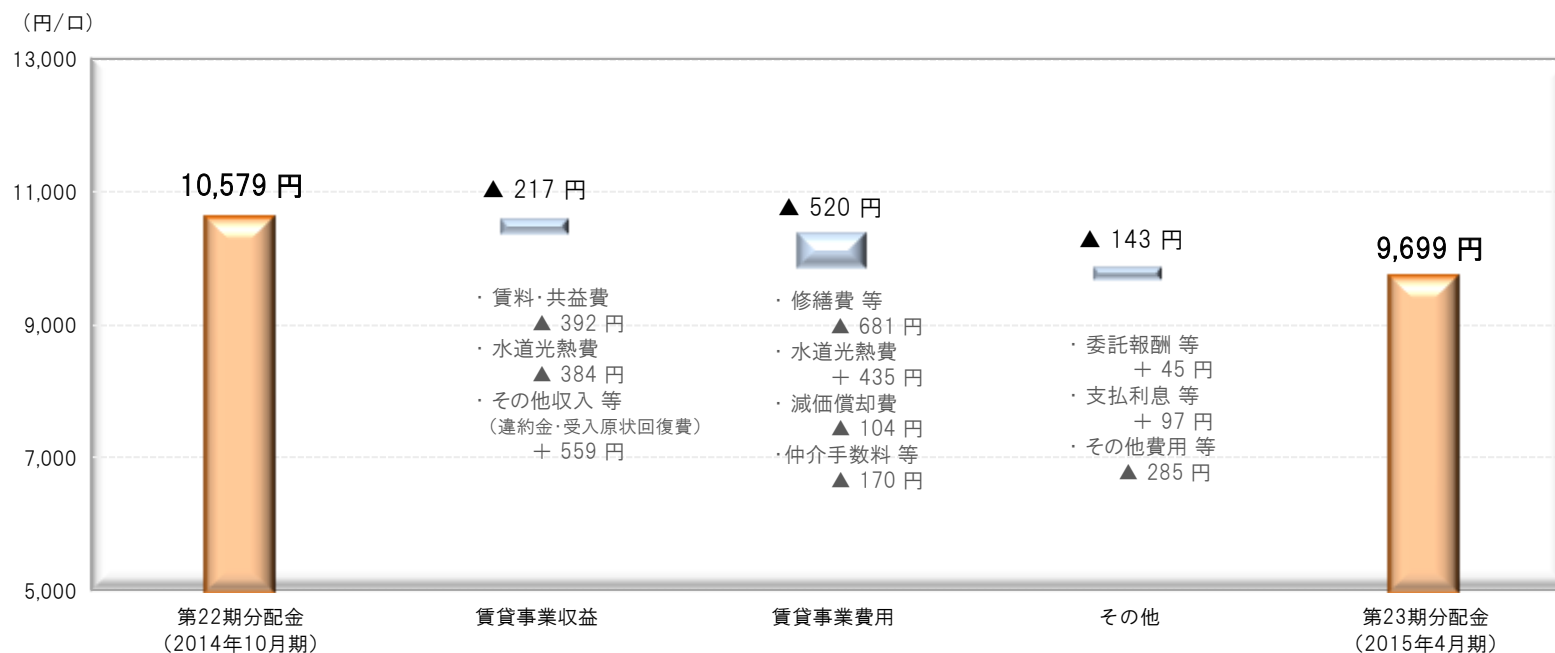 （円/口）
13,000
11,000
9,000
7,000
5,000
10,579 円
▲ 217 円
・ 賃料・共益費
▲ 392 円
・ 水道光熱費
▲ 384 円
・ その他収入 等
（違約金・受入原状回復費）
＋ 559 円
▲ 520 円
・ 修繕費 等
▲ 681 円
・ 水道光熱費
＋ 435 円
・ 減価償却費
▲ 104 円
・仲介手数料 等
▲ 170 円
▲ 143 円
・ 委託報酬 等
＋ 45 円
・ 支払利息 等
＋ 97 円
・ その他費用 等
▲ 285 円
9,699 円
第22期分配金
（2014年10月期）
賃貸事業収益
賃貸事業費用
その他
第23期分配金
（2015年4月期）